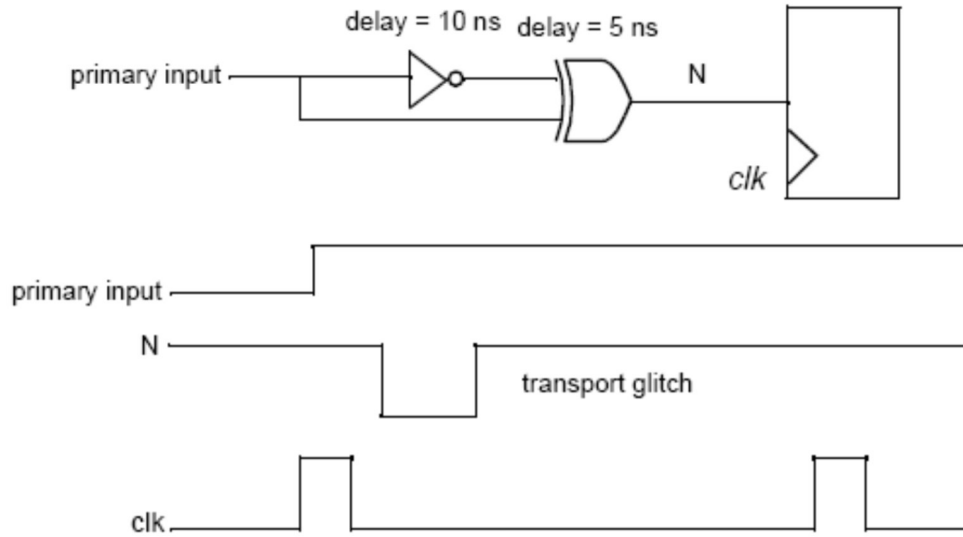 delay = 10 ns delay = 5 ns
primary input
N
clk
primary input
N
transport glitch
clk